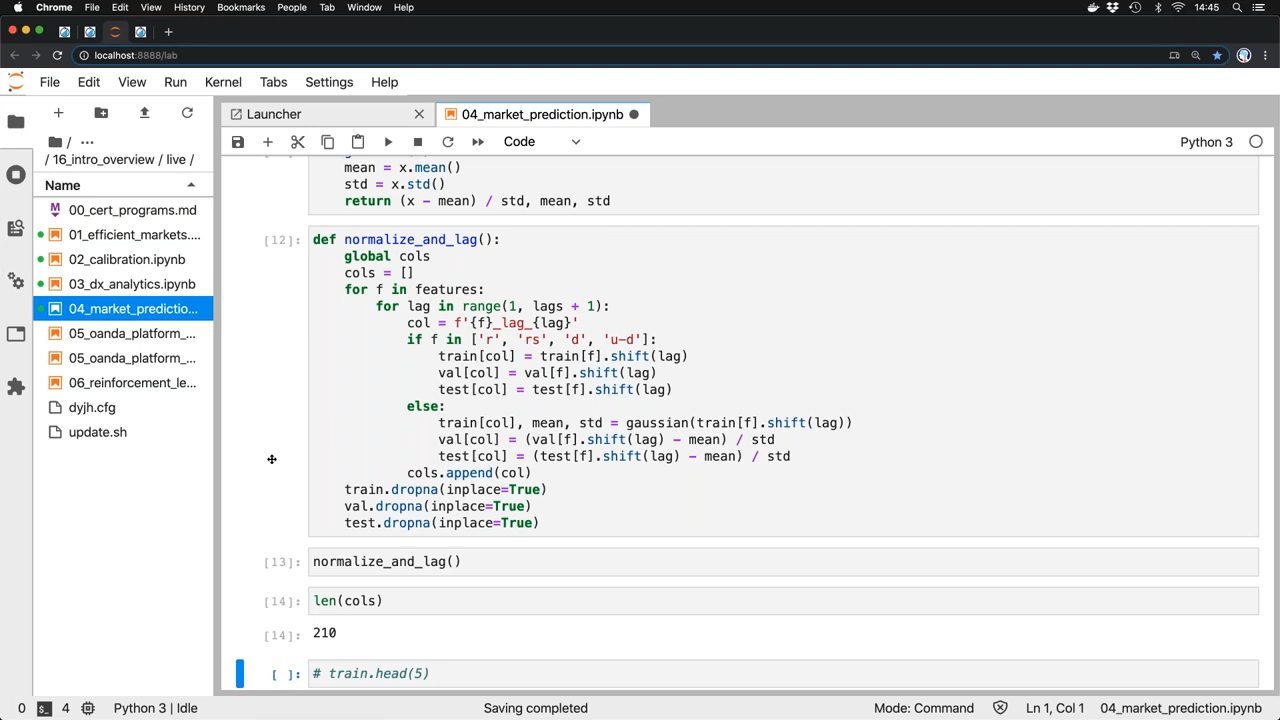 Chrome File Edit View History Bookmarks People Tab Window Help 14:45
localhost:8888/lab
File Edit View Run Kernel Tabs Settings Help
Launcher
04_market_prediction.ipynb
Code
Python 3
/ ...
/ 16_intro_overview / live /
Name
00_cert_programs.md
01_efficient_markets....
02_calibration.ipynb
03_dx_analytics.ipynb
04_market_predictio...
05_oanda_platform_...
05_oanda_platform_...
06_reinforcement_le...
dyjh.cfg
update.sh
mean = x.mean()
std = x.std()
return (x - mean) / std, mean, std
[12]: def normalize_and_lag():
global cols
cols = []
for f in features:
for lag in range(1, lags + 1):
col = f'{f}_lag_{lag}'
if f in ['r', 'rs', 'd', 'u-d']:
train[col] = train[f].shift(lag)
val[col] = val[f].shift(lag)
test[col] = test[f].shift(lag)
else:
train[col], mean, std = gaussian(train[f].shift(lag))
val[col] = (val[f].shift(lag) - mean) / std
test[col] = (test[f].shift(lag) - mean) / std
cols.append(col)
train.dropna(inplace=True)
val.dropna(inplace=True)
test.dropna(inplace=True)
[13]: normalize_and_lag()
[14]: len(cols)
[14]: 210
[ ]: # train.head(5)
0 $_ 4 Python 3 | Idle Saving completed Mode: Command Ln 1, Col 1 04_market_prediction.ipynb